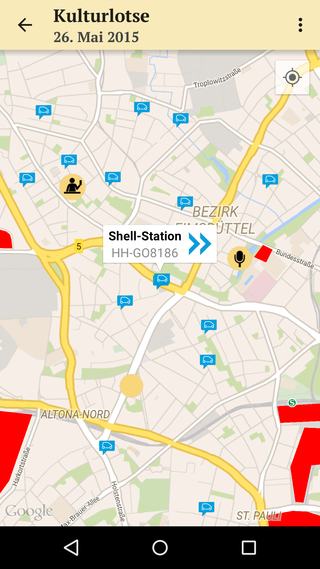 Kulturlotse
26. Mai 2015
Troplowitzstraße
BEZIRK
EIMSBÜTTEL
Shell-Station
HH-GO8186
5
Bundesstraße
S
ALTONA-NORD
Harkortstraße
Holstenstraße
Max-Brauer-Allee
ST. PAULI
Google